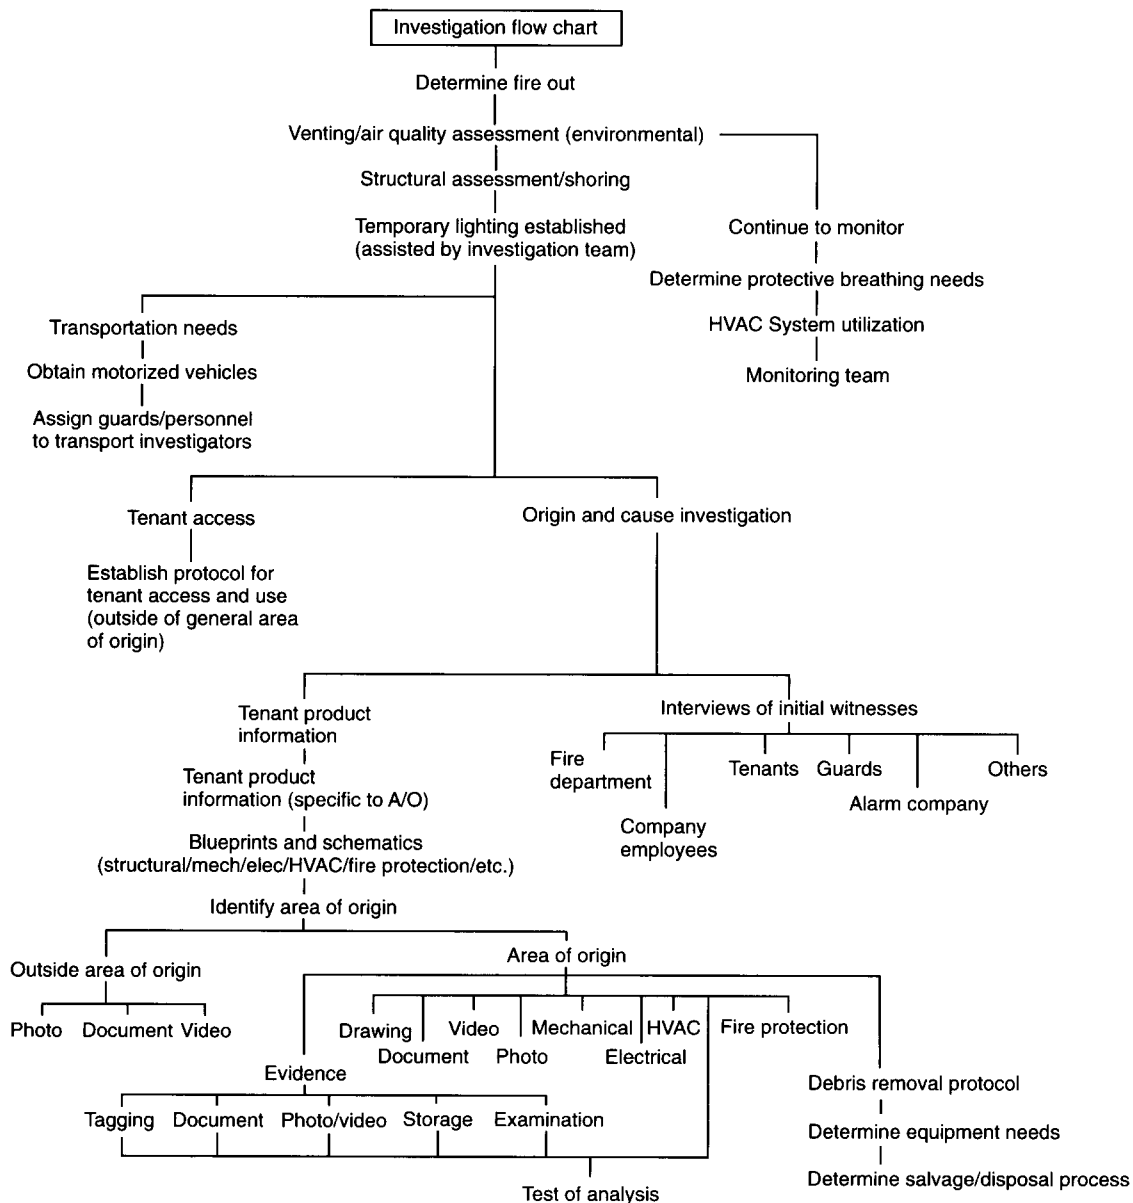 Investigation flow chart
Determine fire out
Venting/air quality assessment (environmental)
Structural assessment/shoring
Temporary lighting established
(assisted by investigation team)
Continue to monitor
Determine protective breathing needs
HVAC System utilization
Monitoring team
Transportation needs
Obtain motorized vehicles
Assign guards/personnel
to transport investigators
Tenant access
Establish protocol for
tenant access and use
(outside of general area
of origin)
Origin and cause investigation
Tenant product
information
Tenant product
information (specific to A/O)
Blueprints and schematics
(structural/mech/elec/HVAC/fire protection/etc.)
Identify area of origin
Interviews of initial witnesses
Fire
department
Company
employees
Tenants
Guards
Alarm company
Others
Outside area of origin
Photo
Document
Video
Area of origin
Drawing
Document
Video
Photo
Mechanical
Electrical
HVAC
Fire protection
Evidence
Tagging
Document
Photo/video
Storage
Examination
Test of analysis
Debris removal protocol
Determine equipment needs
Determine salvage/disposal process